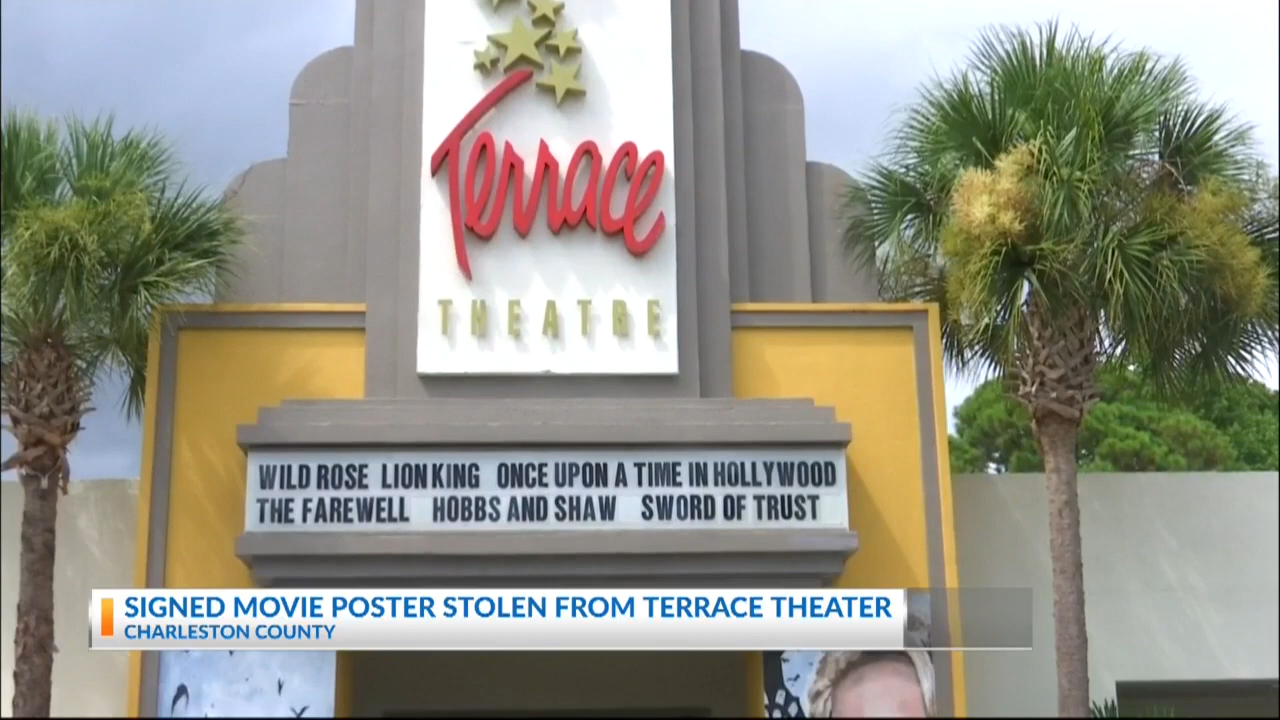 Terrace
THEATRE
WILD ROSE LION KING ONCE UPON A TIME IN HOLLYWOOD
THE FAREWELL HOBBS AND SHAW SWORD OF TRUST
SIGNED MOVIE POSTER STOLEN FROM TERRACE THEATER
CHARLESTON COUNTY